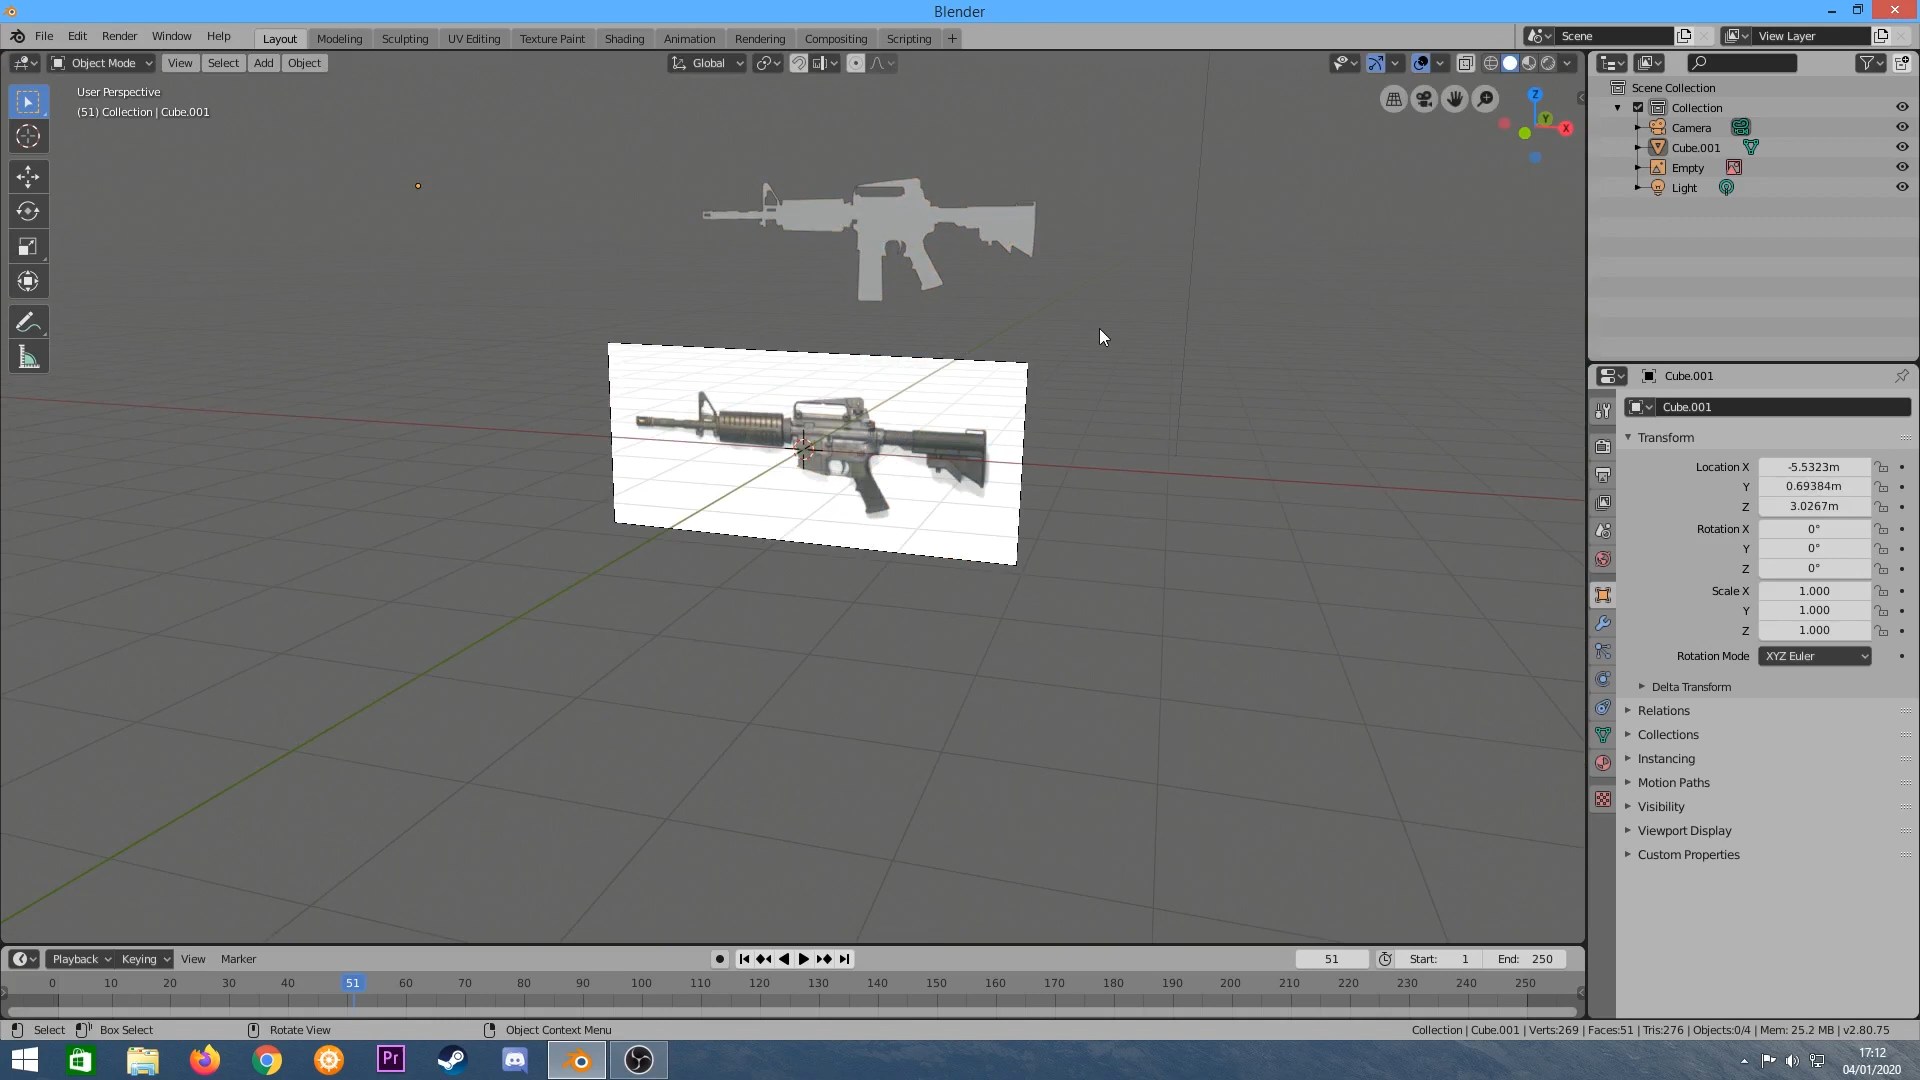 Blender
File Edit Render Window Help Layout Modeling Sculpting UV Editing Texture Paint Shading Animation Rendering Compositing Scripting + Scene View Layer
Object Mode View Select Add Object Global
User Perspective
(51) Collection | Cube.001
Z
Y
X
Scene Collection
Collection
Camera
Cube.001
Empty
Light
Cube.001
Cube.001
Transform
Location X -5.5323m
Y 0.69384m
Z 3.0267m
Rotation X 0°
Y 0°
Z 0°
Scale X 1.000
Y 1.000
Z 1.000
Rotation Mode XYZ Euler
Delta Transform
Relations
Collections
Instancing
Motion Paths
Visibility
Viewport Display
Custom Properties
Playback Keying View Marker 51 Start: 1 End: 250
0 10 20 30 40 51 60 70 80 90 100 110 120 130 140 150 160 170 180 190 200 210 220 230 240 250
Select Box Select Rotate View Object Context Menu Collection | Cube.001 | Verts:269 | Faces:51 | Tris:276 | Objects:0/4 | Mem: 25.2 MB | v2.80.75
Pr
17:12
04/01/2020